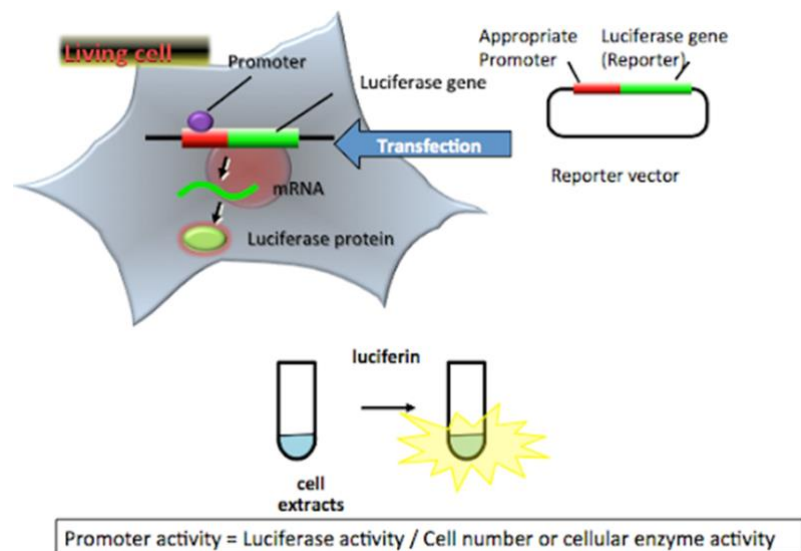 Living cell
Promoter
Luciferase gene
Appropriate
Promoter
Luciferase gene
(Reporter)
Transfection
Reporter vector
mRNA
Luciferase protein
luciferin
cell
extracts
Promoter activity = Luciferase activity / Cell number or cellular enzyme activity